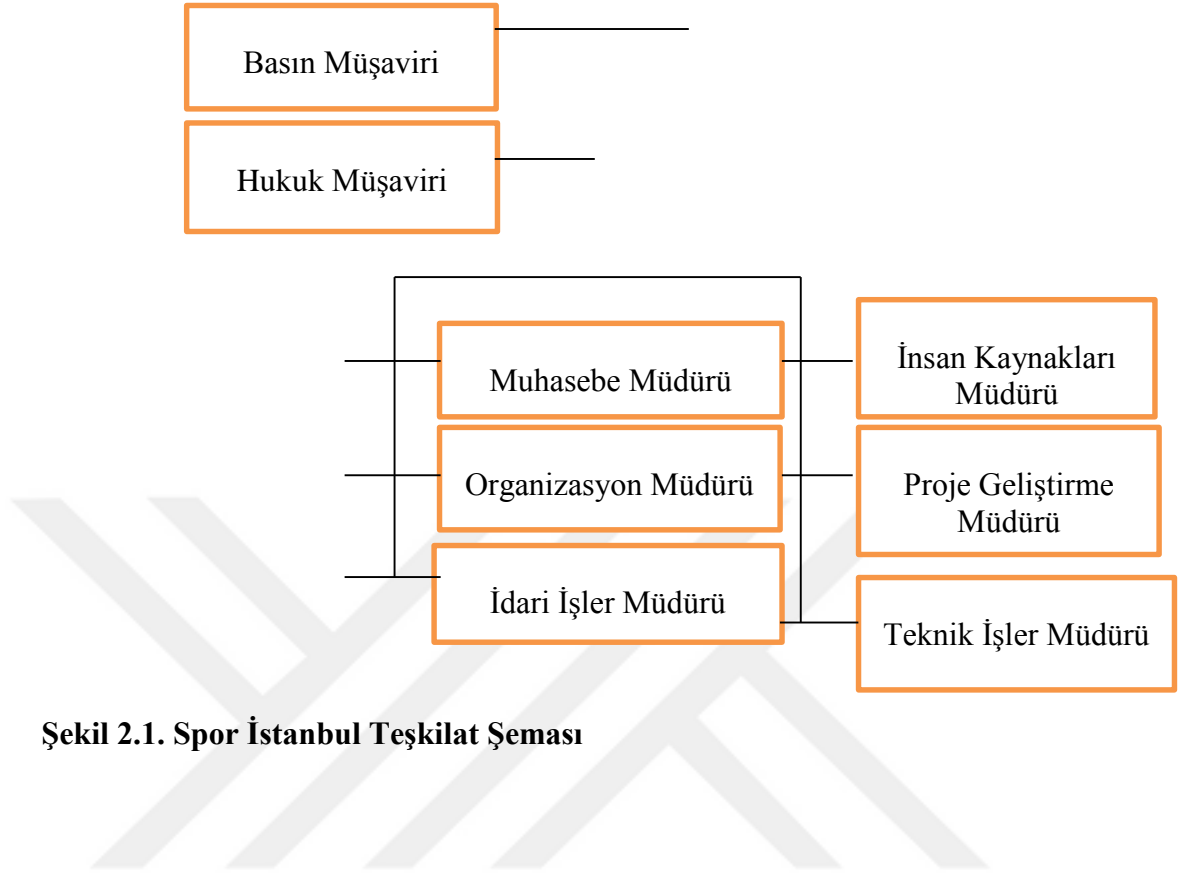 Basın Müşaviri
Hukuk Müşaviri
Muhasebe Müdürü
İnsan Kaynakları
Müdürü
Organizasyon Müdürü
Proje Geliştirme
Müdürü
İdari İşler Müdürü
Teknik İşler Müdürü
Şekil 2.1. Spor İstanbul Teşkilat Şeması